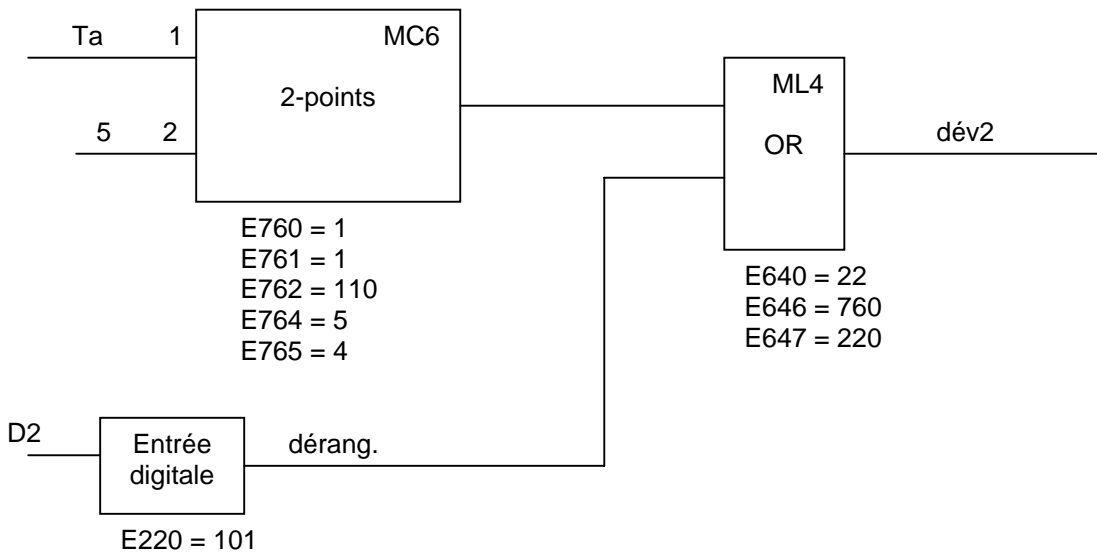 Ta 1 MC6
2-points
5 2
E760 = 1
E761 = 1
E762 = 110
E764 = 5
E765 = 4
ML4
OR
dév2
E640 = 22
E646 = 760
E647 = 220
D2
Entrée
digitale
dérang.
E220 = 101